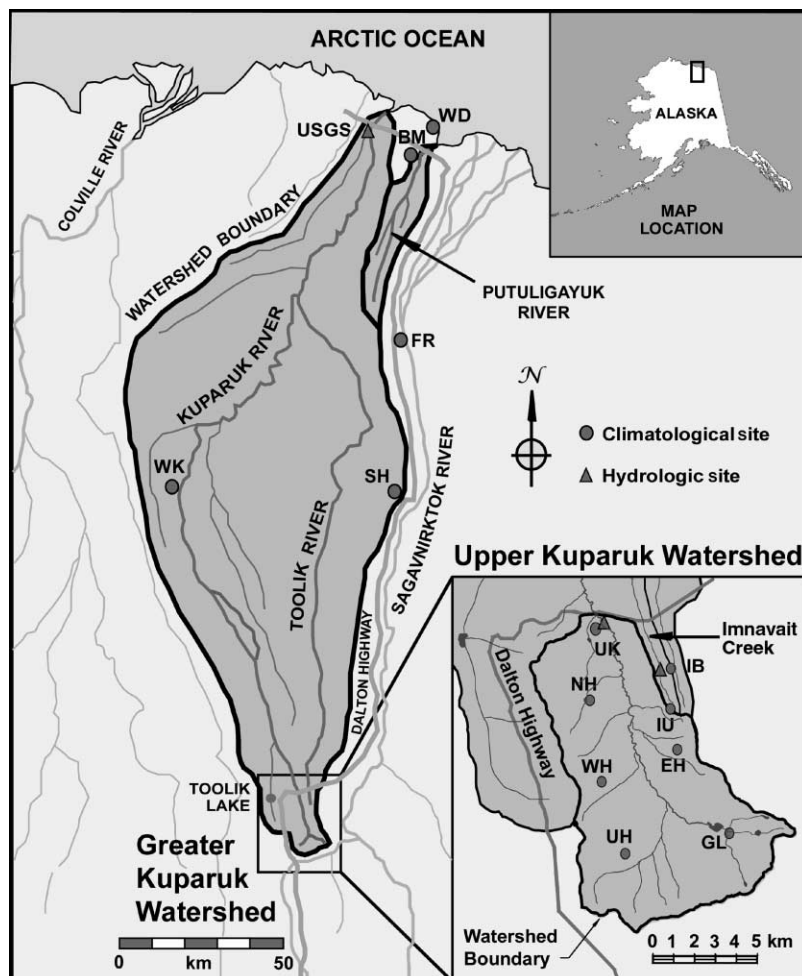 ARCTIC OCEAN
USGS
BM
WD
COLVILLE RIVER
WATERSHED BOUNDARY
ALASKA
MAP
LOCATION
PUTULIGAYUK
RIVER
FR
KUPARUK RIVER
N
Climatological site
Hydrologic site
WK
SH
TOOLIK RIVER
SAGAVNIRKTOK RIVER
DALTON HIGHWAY
TOOLIK
LAKE
Greater
Kuparuk
Watershed
0 km 50
Upper Kuparuk Watershed
Dalton Highway
UK
Imnavait
Creek
IB
NH
IU
EH
WH
GL
UH
Watershed
Boundary
0 1 2 3 4 5 km